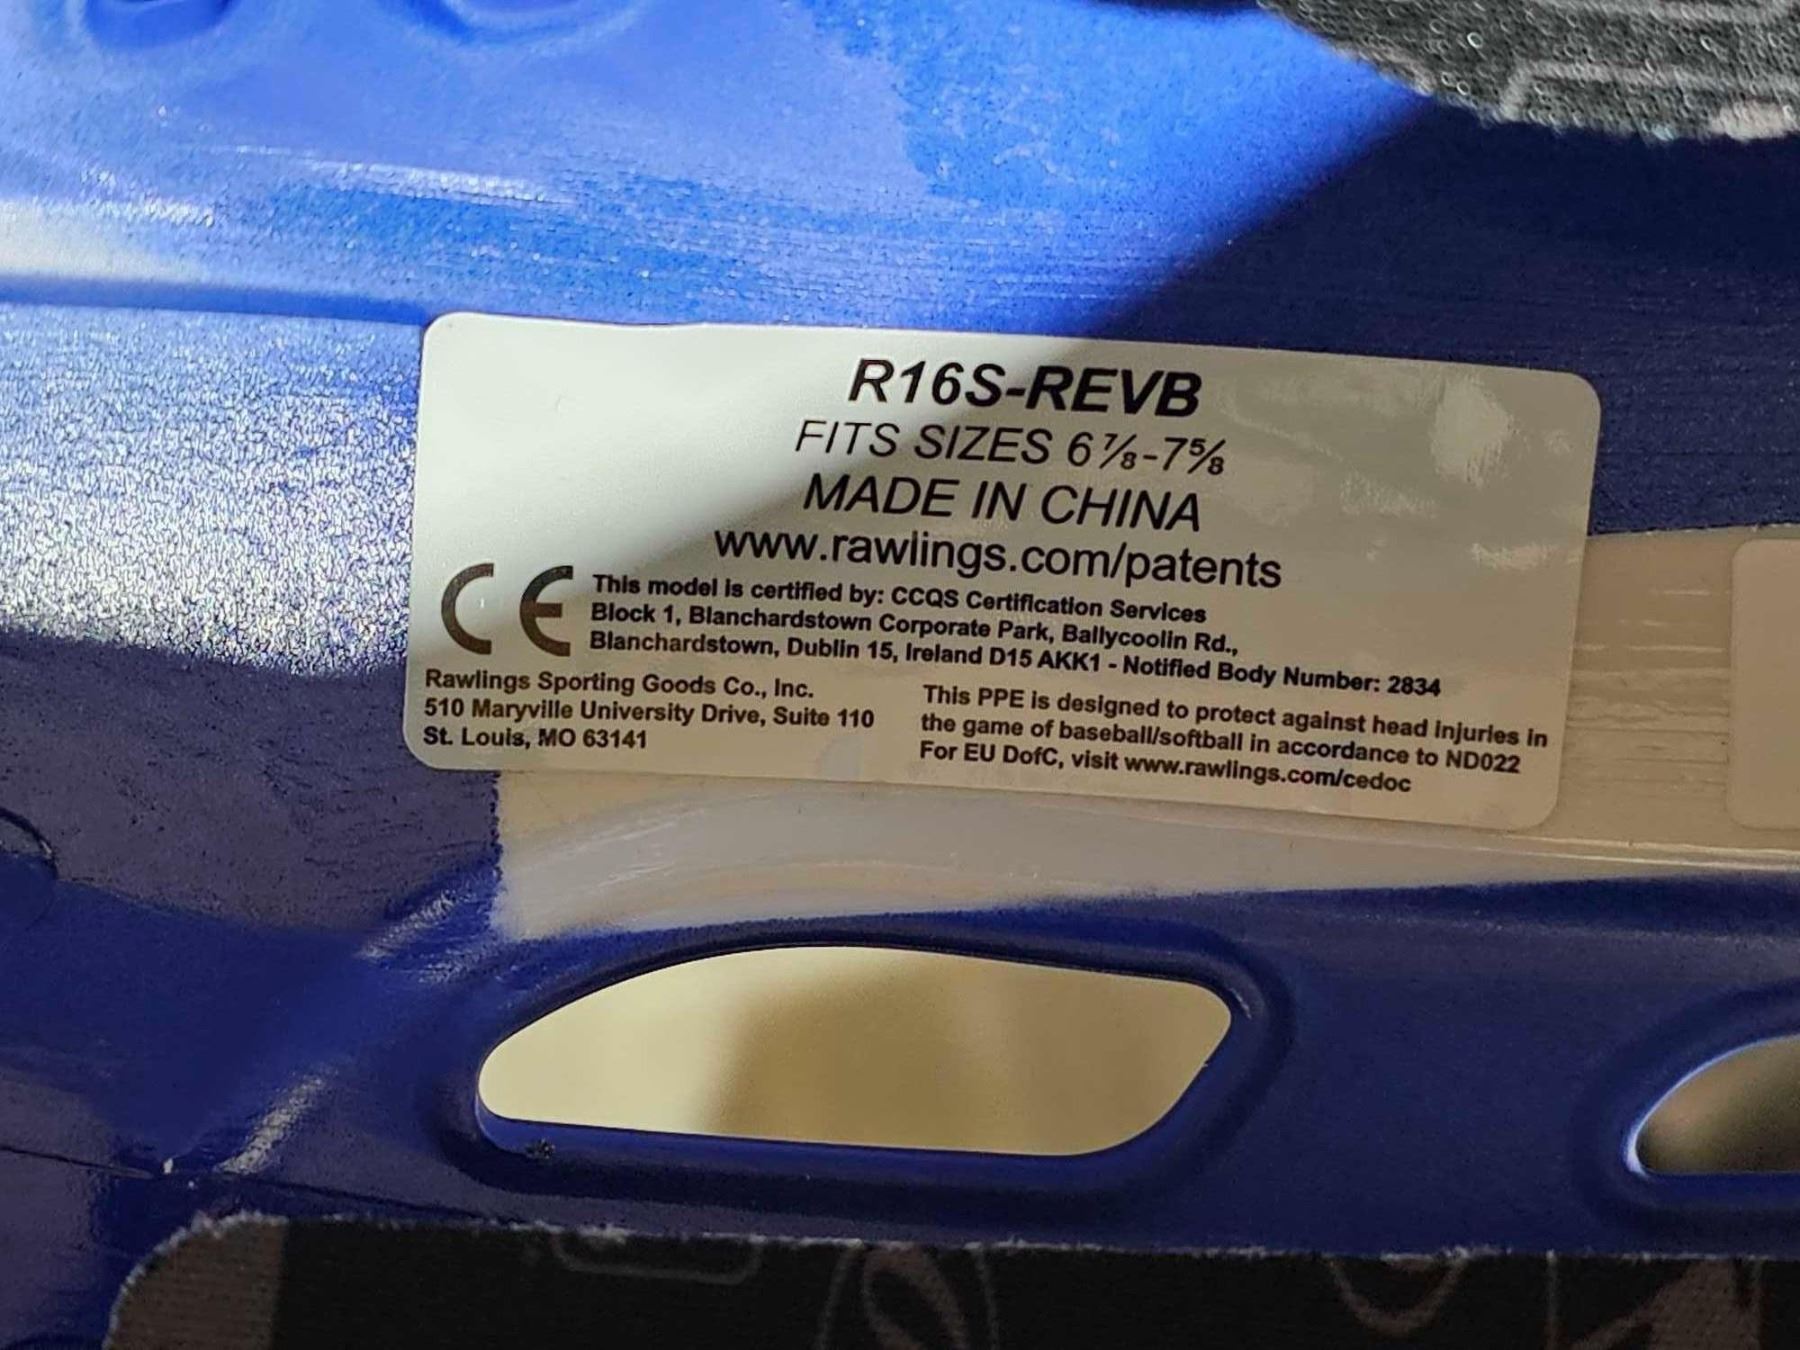 R16S-REVB
FITS SIZES 6⅞-7⅝
MADE IN CHINA
www.rawlings.com/patents
CE
This model is certified by: CCQS Certification Services
Block 1, Blanchardstown Corporate Park, Ballycoolin Rd.,
Blanchardstown, Dublin 15, Ireland D15 AKK1 - Notified Body Number: 2834
Rawlings Sporting Goods Co., Inc.
510 Maryville University Drive, Suite 110
St. Louis, MO 63141
This PPE is designed to protect against head injuries in
the game of baseball/softball in accordance to ND022
For EU DofC, visit www.rawlings.com/cedoc